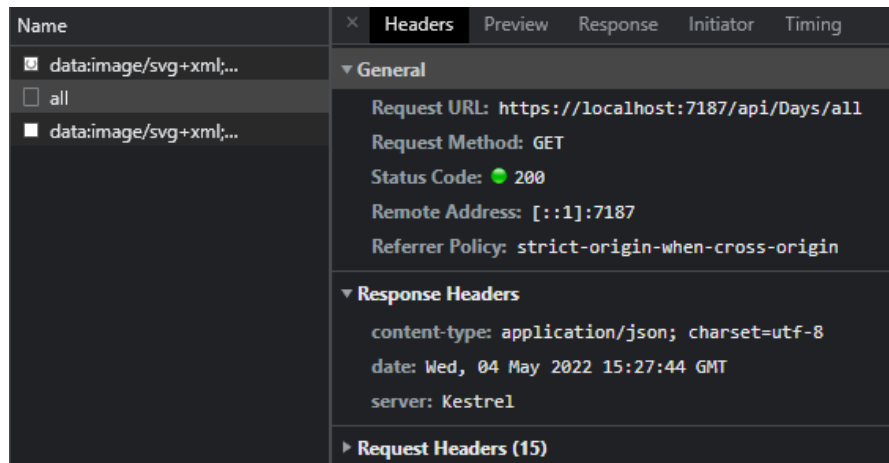 Name
data:image/svg+xml;...
all
data:image/svg+xml;...
× Headers Preview Response Initiator Timing
▾ General
Request URL: https://localhost:7187/api/Days/all
Request Method: GET
Status Code: 200
Remote Address: [::1]:7187
Referrer Policy: strict-origin-when-cross-origin
▾ Response Headers
content-type: application/json; charset=utf-8
date: Wed, 04 May 2022 15:27:44 GMT
server: Kestrel
▸ Request Headers (15)